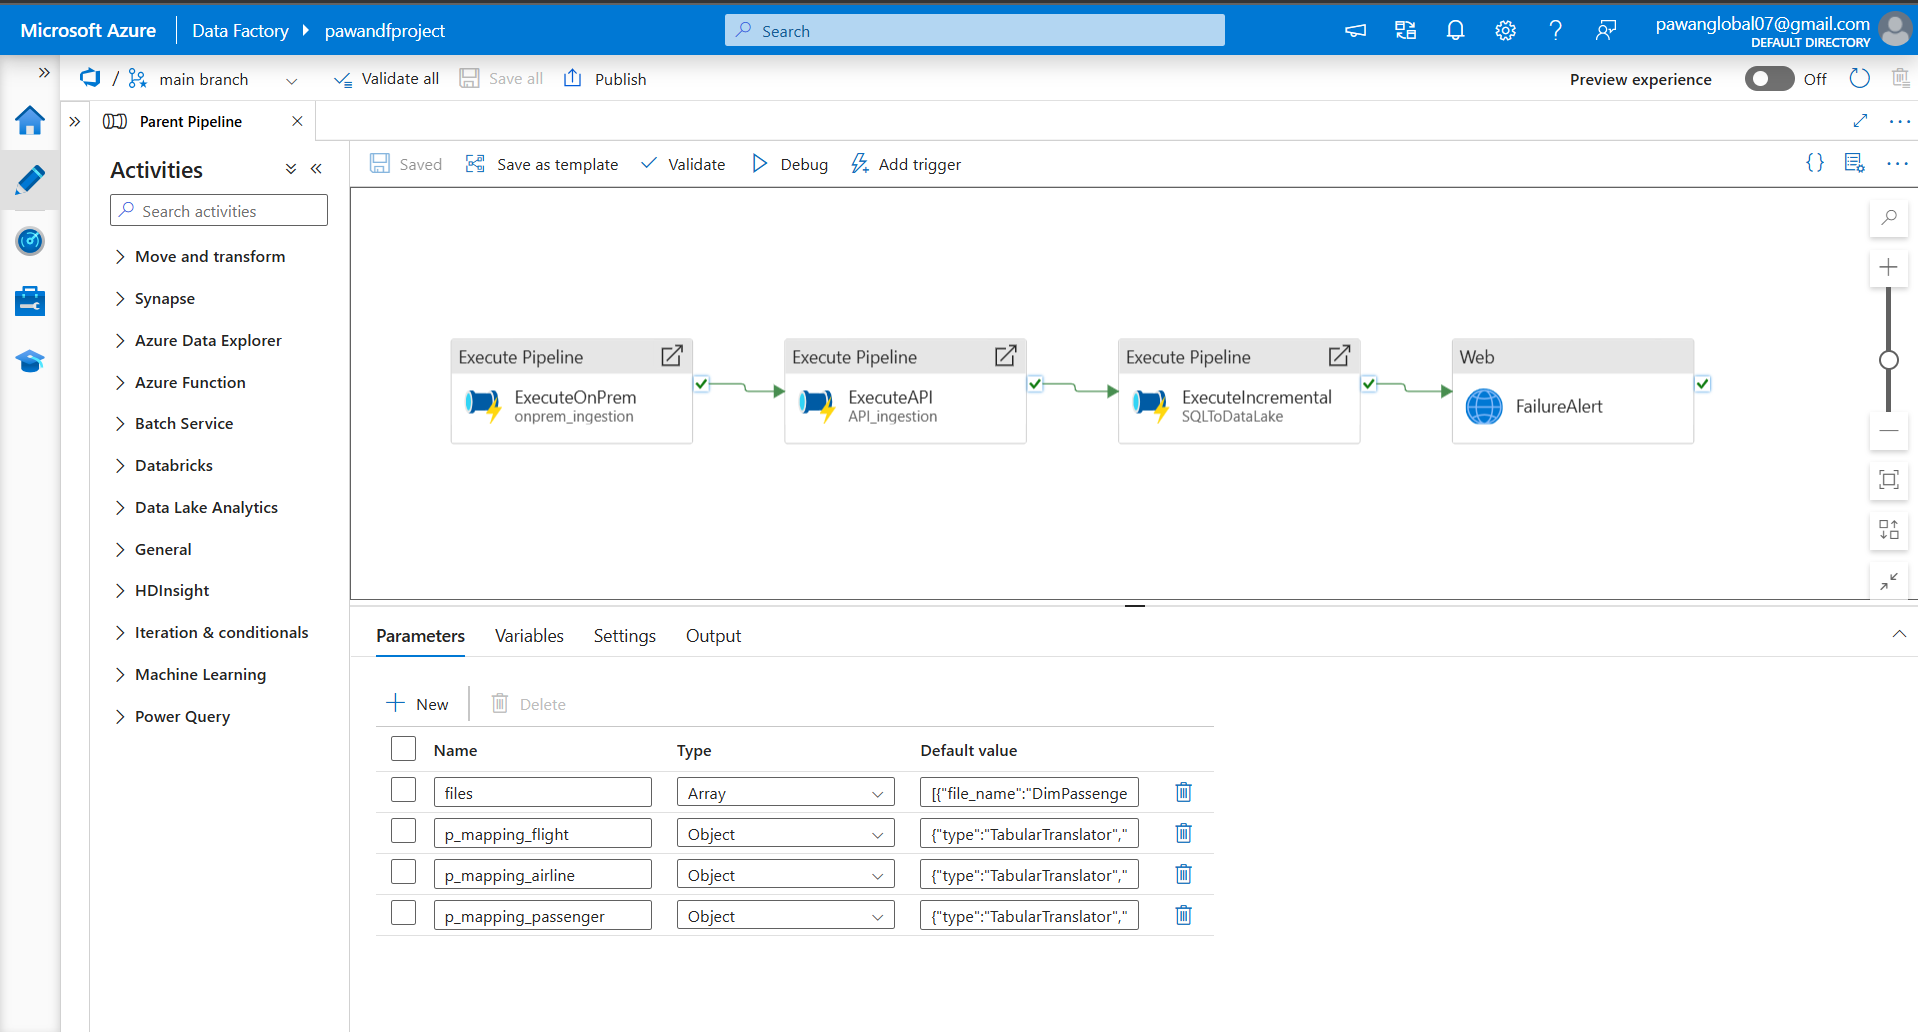 Microsoft Azure
Data Factory
pawandfproject
Search
pawanglobal07@gmail.com
DEFAULT DIRECTORY
/
main branch
Validate all
Save all
Publish
Preview experience
Off
Parent Pipeline
Activities
Search activities
Move and transform
Synapse
Azure Data Explorer
Azure Function
Batch Service
Databricks
Data Lake Analytics
General
HDInsight
Iteration & conditionals
Machine Learning
Power Query
Saved
Save as template
Validate
Debug
Add trigger
Execute Pipeline
ExecuteOnPrem
onprem_ingestion
Execute Pipeline
ExecuteAPI
API_ingestion
Execute Pipeline
ExecuteIncremental
SQLToDataLake
Web
FailureAlert
Parameters
Variables
Settings
Output
New
Delete
Name Type Default value
files Array [{"file_name":"DimPassenge
p_mapping_flight Object {"type":"TabularTranslator","
p_mapping_airline Object {"type":"TabularTranslator","
p_mapping_passenger Object {"type":"TabularTranslator","